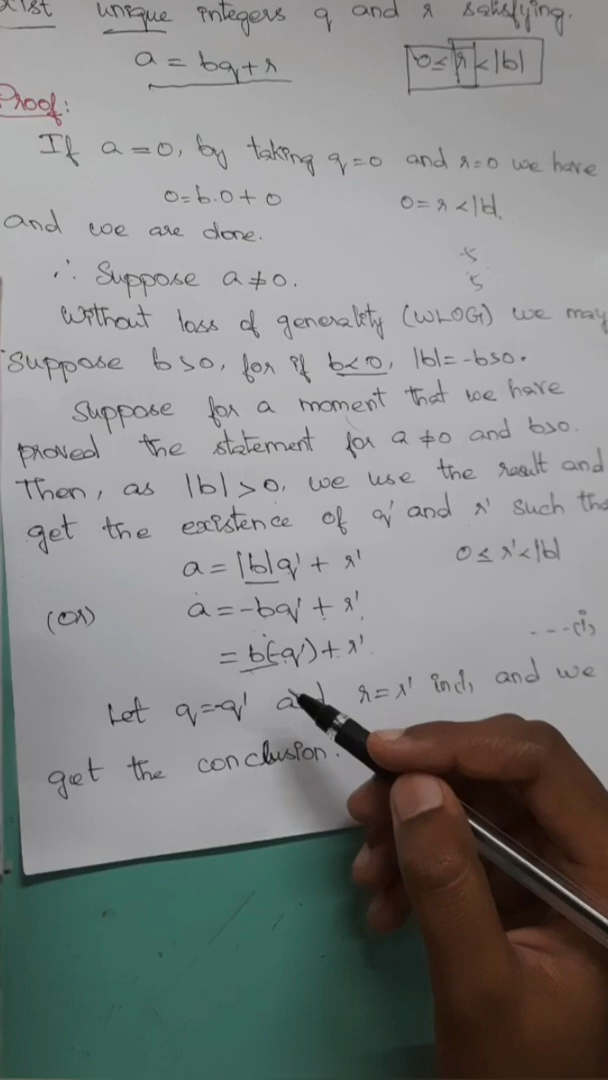 unique integers q and r satisfying.
a = bq + r 0 ≤ r < |b|
Proof:
If a = 0, by taking q = 0 and r = 0 we have
0 = b.0 + 0 0 = r < |b|.
and we are done.
∴ Suppose a ≠ 0.
-5
5
Without loss of generality (WLOG) we may
suppose b > 0, for if b < 0, |b| = -b > 0.
Suppose for a moment that we have
proved the statement for a ≠ 0 and b > 0.
Then, as |b| > 0, we use the result and
get the existence of q' and r' such tha
a = |b|q' + r' 0 ≤ r' < |b|
(OR) a = -bq' + r'
= b(-q') + r' ---(i)
Let q = -q' and r = r' in (i), and we
get the conclusion.